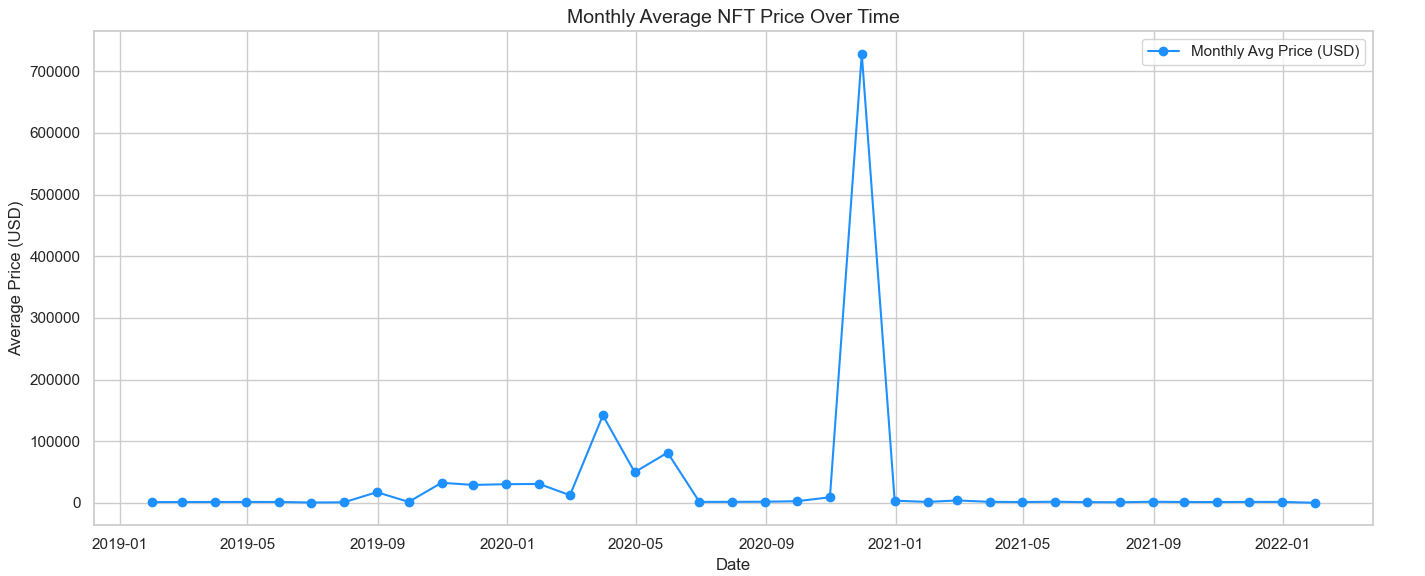 Monthly Average NFT Price Over Time
Monthly Avg Price (USD)
Average Price (USD)
700000
600000
500000
400000
300000
200000
100000
0
2019-01 2019-05 2019-09 2020-01 2020-05 2020-09 2021-01 2021-05 2021-09 2022-01
Date